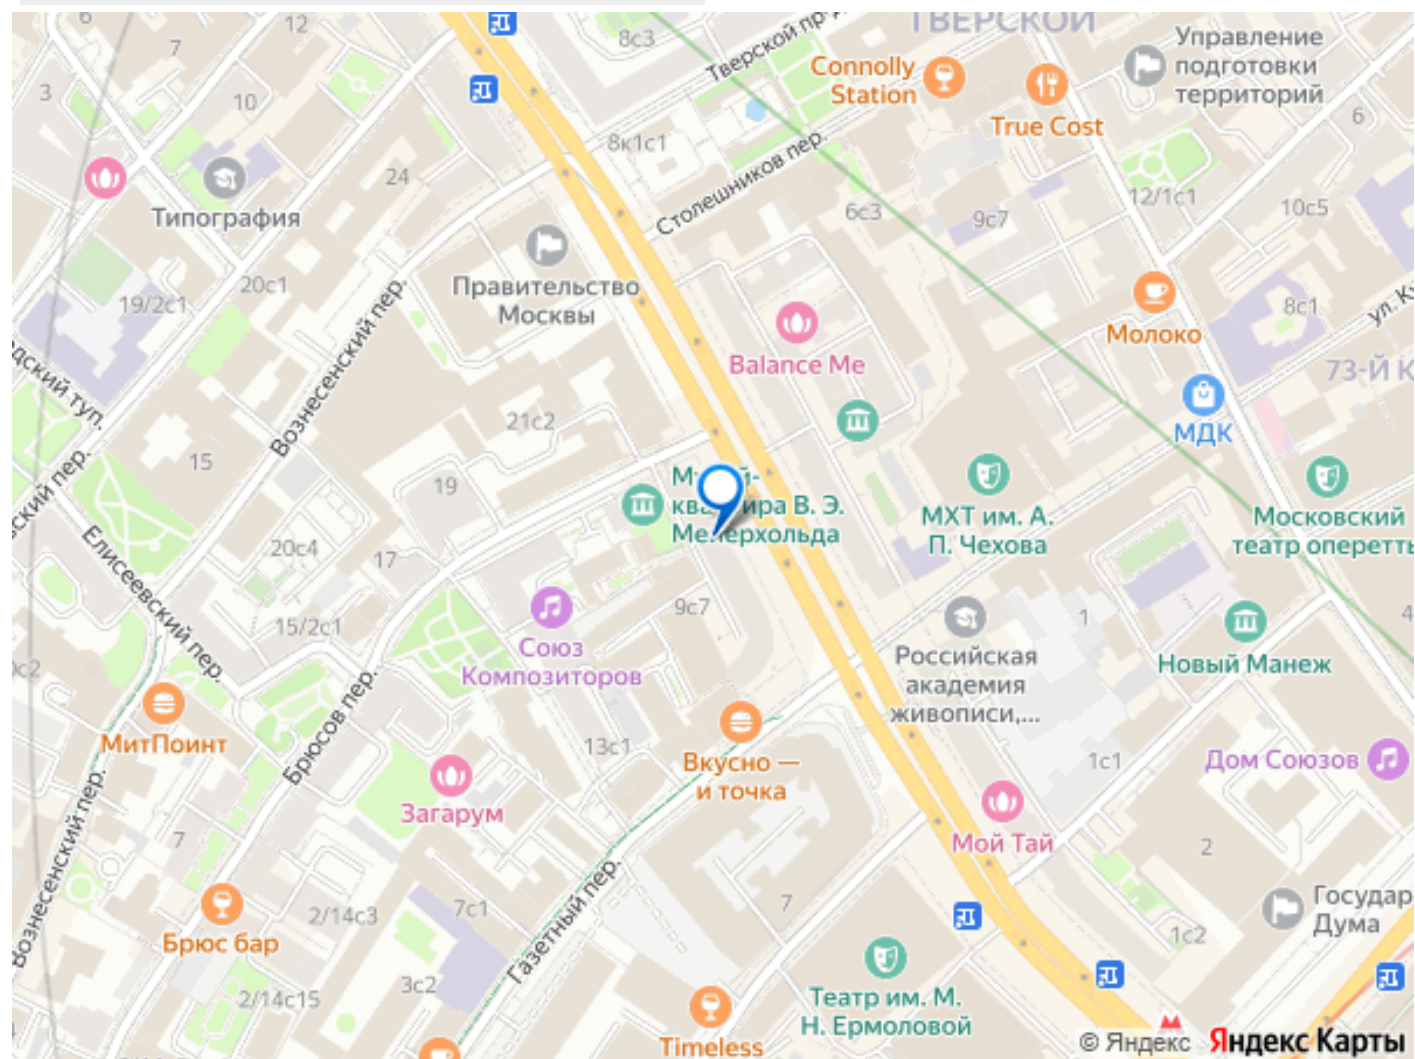 12
7
8с3
Тверской пр-д
ТВЕРСКОЙ
Управление
подготовки
территорий
Connolly
Station
True Cost
3
10
8к1с1
6
24
Типография
Столешников пер.
6с3
9с7
12/1с1
10с5
Правительство
Москвы
20с1
19/2с1
Вознесенский пер.
Balance Me
Молоко
8с1
ул.
73-Й К
МДК
21с2
15
19
Музей-
квартира В. Э.
Мейерхольда
МХТ им. А.
П. Чехова
Московский
театр оперетты
20с4
17
Елисеевский пер.
15/2с1
Союз
Композиторов
9с7
Российская
академия
живописи,...
1
4
Новый Манеж
МитПоинт
Брюсов пер.
13с1
Вкусно —
и точка
1с1
Дом Союзов
Загарум
Мой Тай
7
2
Вознесенский пер.
Брюс бар
2/14с3
7с1
Газетный пер.
7
Государ
Дума
1с2
2/14с15
3с2
Театр им. М.
Н. Ермоловой
Timeless
© Яндекс Яндекс Карты